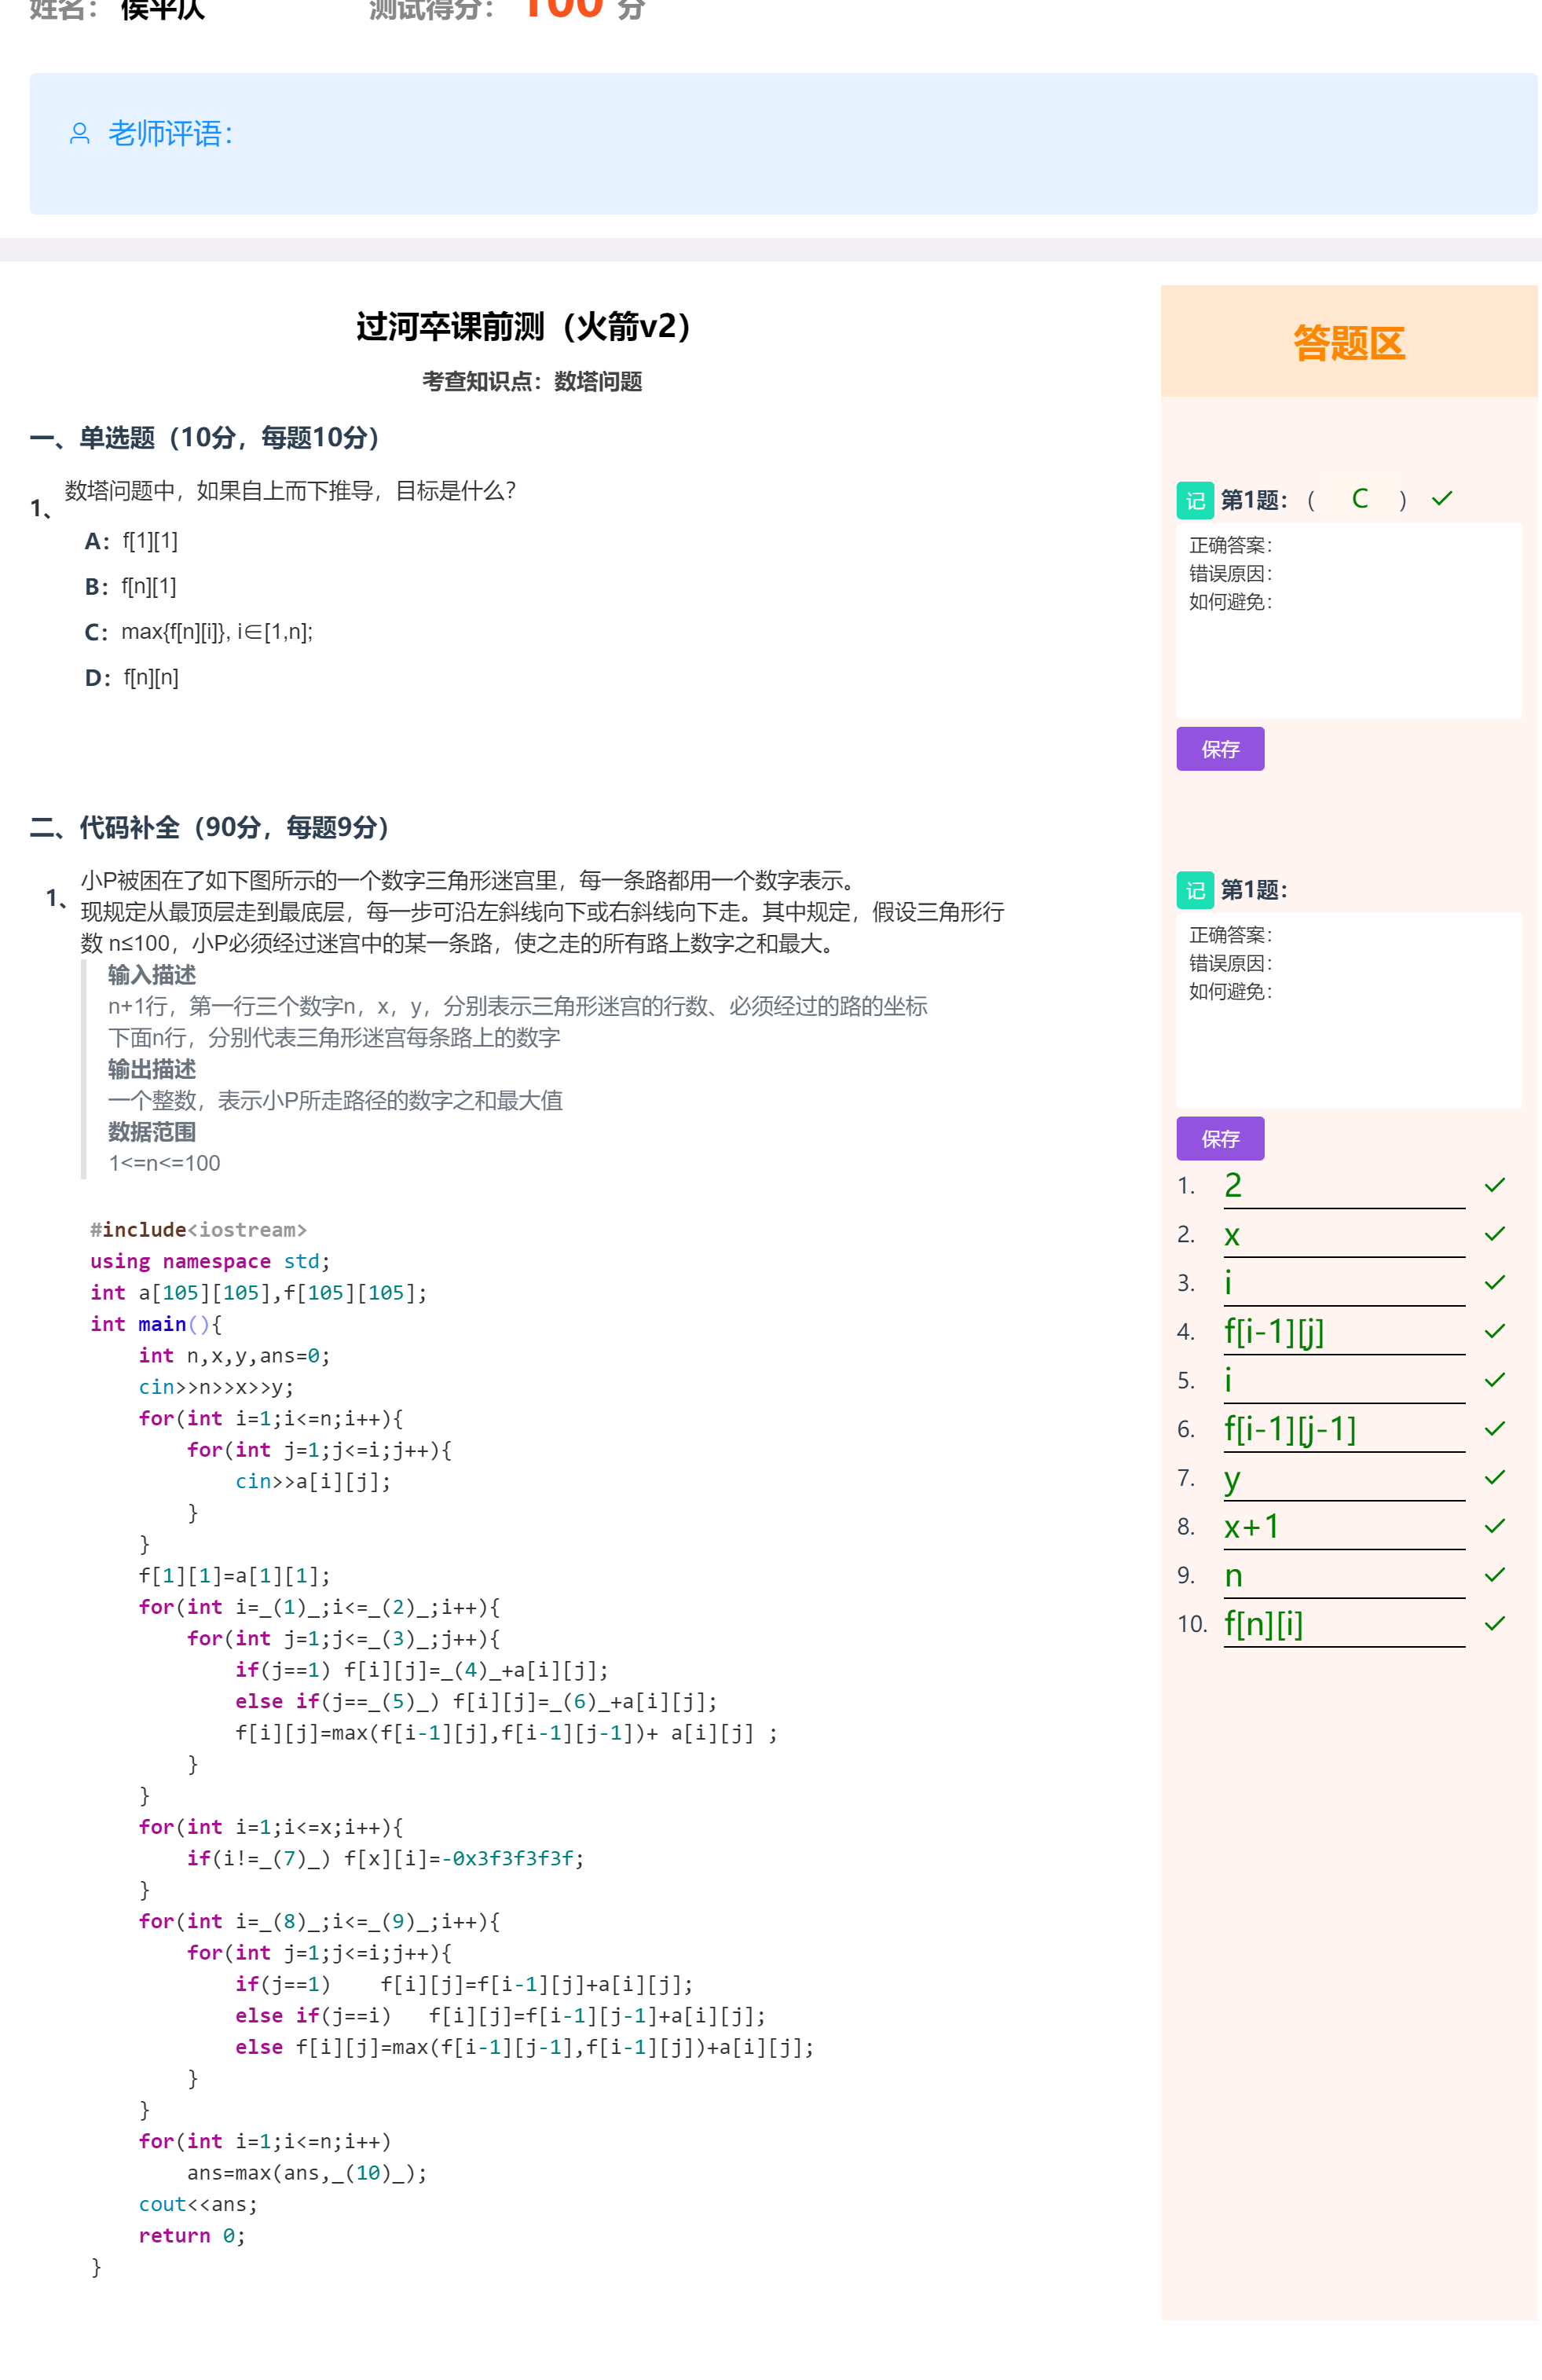 姓名： 侯平仄 测试得分： 100 分
老师评语：
过河卒课前测（火箭v2）
考查知识点：数塔问题
一、单选题（10分，每题10分）
1、 数塔问题中，如果自上而下推导，目标是什么？
A： f[1][1]
B： f[n][1]
C： max{f[n][i]}, i∈[1,n];
D： f[n][n]
二、代码补全（90分，每题9分）
1、 小P被困在了如下图所示的一个数字三角形迷宫里，每一条路都用一个数字表示。
现规定从最顶层走到最底层，每一步可沿左斜线向下或右斜线向下走。其中规定，假设三角形行
数 n≤100，小P必须经过迷宫中的某一条路，使之走的所有路上数字之和最大。
输入描述
n+1行，第一行三个数字n，x，y，分别表示三角形迷宫的行数、必须经过的路的坐标
下面n行，分别代表三角形迷宫每条路上的数字
输出描述
一个整数，表示小P所走路径的数字之和最大值
数据范围
1<=n<=100
#include<iostream>
using namespace std;
int a[105][105],f[105][105];
int main(){
    int n,x,y,ans=0;
    cin>>n>>x>>y;
    for(int i=1;i<=n;i++){
        for(int j=1;j<=i;j++){
            cin>>a[i][j];
        }
    }
    f[1][1]=a[1][1];
    for(int i=_(1)_;i<=_(2)_;i++){
        for(int j=1;j<=_(3)_;j++){
            if(j==1) f[i][j]=_(4)_+a[i][j];
            else if(j==_(5)_) f[i][j]=_(6)_+a[i][j];
            f[i][j]=max(f[i-1][j],f[i-1][j-1])+ a[i][j] ;
        }
    }
    for(int i=1;i<=x;i++){
        if(i!=_(7)_) f[x][i]=-0x3f3f3f3f;
    }
    for(int i=_(8)_;i<=_(9)_;i++){
        for(int j=1;j<=i;j++){
            if(j==1)    f[i][j]=f[i-1][j]+a[i][j];
            else if(j==i)   f[i][j]=f[i-1][j-1]+a[i][j];
            else f[i][j]=max(f[i-1][j-1],f[i-1][j])+a[i][j];
        }
    }
    for(int i=1;i<=n;i++)
        ans=max(ans,_(10)_);
    cout<<ans;
    return 0;
}
答题区
记 第1题： （ C ）
正确答案：
错误原因：
如何避免：
保存
记 第1题：
正确答案：
错误原因：
如何避免：
保存
1. 2
2. x
3. i
4. f[i-1][j]
5. i
6. f[i-1][j-1]
7. y
8. x+1
9. n
10. f[n][i]